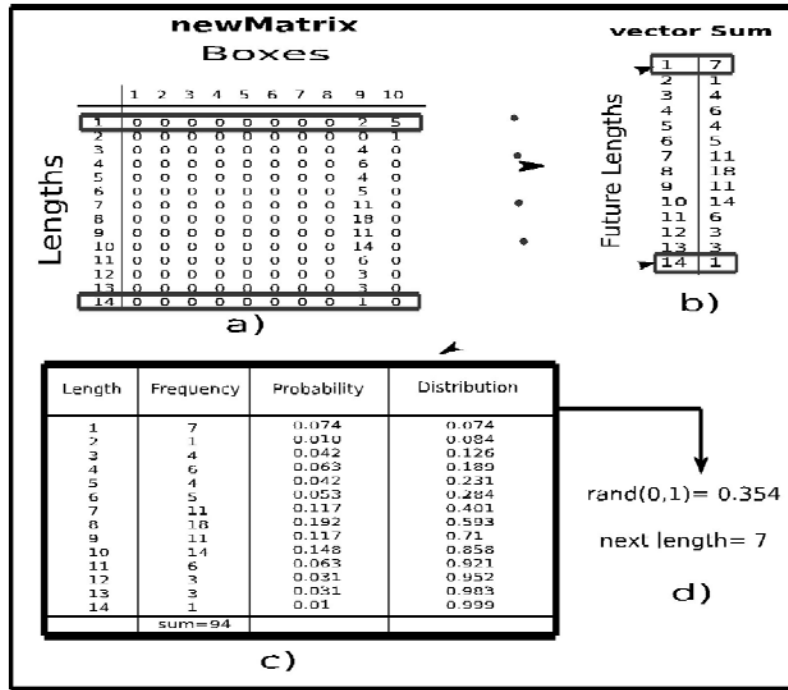 newMatrix
Boxes
1 2 3 4 5 6 7 8 9 10
Lengths
1 0 0 0 0 0 0 0 0 2 5
2 0 0 0 0 0 0 0 0 0 1
3 0 0 0 0 0 0 0 0 4 0
4 0 0 0 0 0 0 0 0 6 0
5 0 0 0 0 0 0 0 0 4 0
6 0 0 0 0 0 0 0 0 5 0
7 0 0 0 0 0 0 0 0 11 0
8 0 0 0 0 0 0 0 0 18 0
9 0 0 0 0 0 0 0 0 11 0
10 0 0 0 0 0 0 0 0 14 0
11 0 0 0 0 0 0 0 0 6 0
12 0 0 0 0 0 0 0 0 3 0
13 0 0 0 0 0 0 0 0 3 0
14 0 0 0 0 0 0 0 0 1 0
a)
vector Sum
Future Lengths
1 7
2 1
3 4
4 6
5 4
6 5
7 11
8 18
9 11
10 14
11 6
12 3
13 3
14 1
b)
Length Frequency Probability Distribution
1 7 0.074 0.074
2 1 0.010 0.084
3 4 0.042 0.126
4 6 0.063 0.189
5 4 0.042 0.231
6 5 0.053 0.284
7 11 0.117 0.401
8 18 0.192 0.593
9 11 0.117 0.71
10 14 0.148 0.858
11 6 0.063 0.921
12 3 0.031 0.952
13 3 0.031 0.983
14 1 0.01 0.999
sum=94
c)
rand(0,1)= 0.354
next length= 7
d)